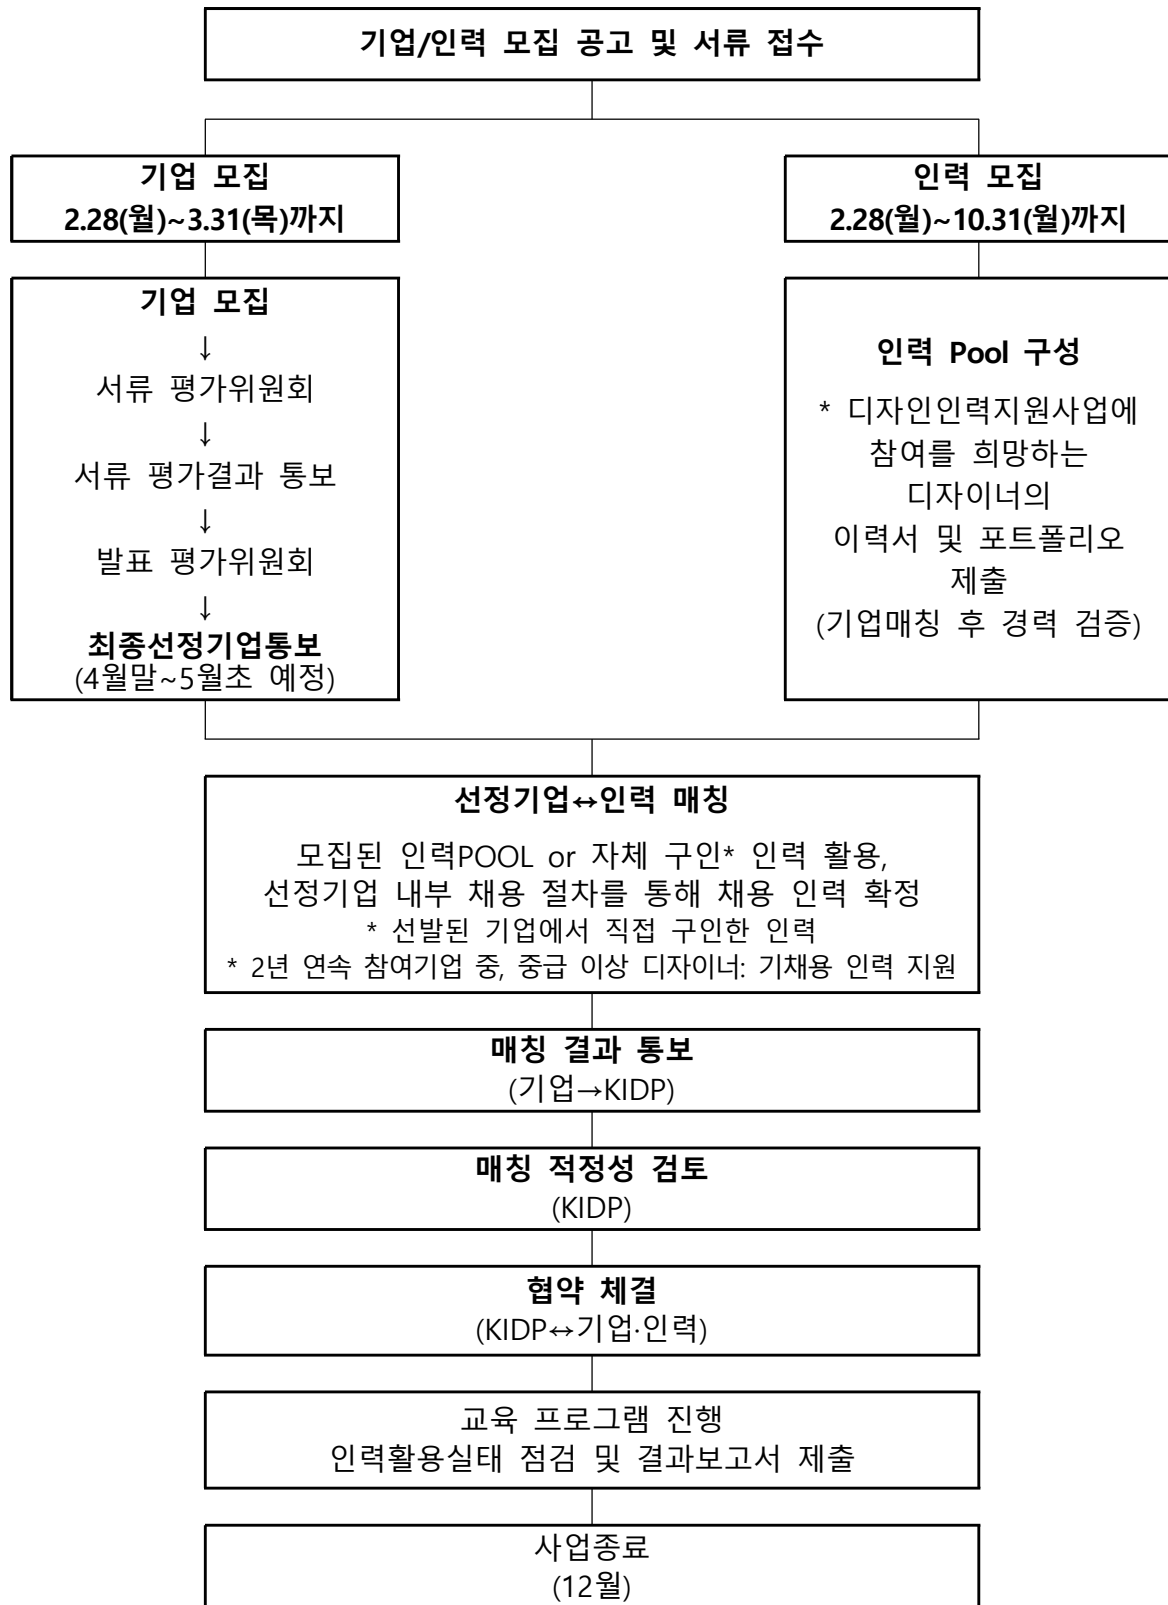 기업/인력 모집 공고 및 서류 접수
기업 모집
2.28(월)~3.31(목)까지
인력 모집
2.28(월)~10.31(월)까지
기업 모집
↓
서류 평가위원회
↓
서류 평가결과 통보
↓
발표 평가위원회
↓
최종선정기업통보
(4월말~5월초 예정)
인력 Pool 구성
* 디자인인력지원사업에
참여를 희망하는
디자이너의
이력서 및 포트폴리오
제출
(기업매칭 후 경력 검증)
선정기업↔인력 매칭
모집된 인력POOL or 자체 구인* 인력 활용,
선정기업 내부 채용 절차를 통해 채용 인력 확정
* 선발된 기업에서 직접 구인한 인력
* 2년 연속 참여기업 중, 중급 이상 디자이너: 기채용 인력 지원
매칭 결과 통보
(기업→KIDP)
매칭 적정성 검토
(KIDP)
협약 체결
(KIDP↔기업·인력)
교육 프로그램 진행
인력활용실태 점검 및 결과보고서 제출
사업종료
(12월)